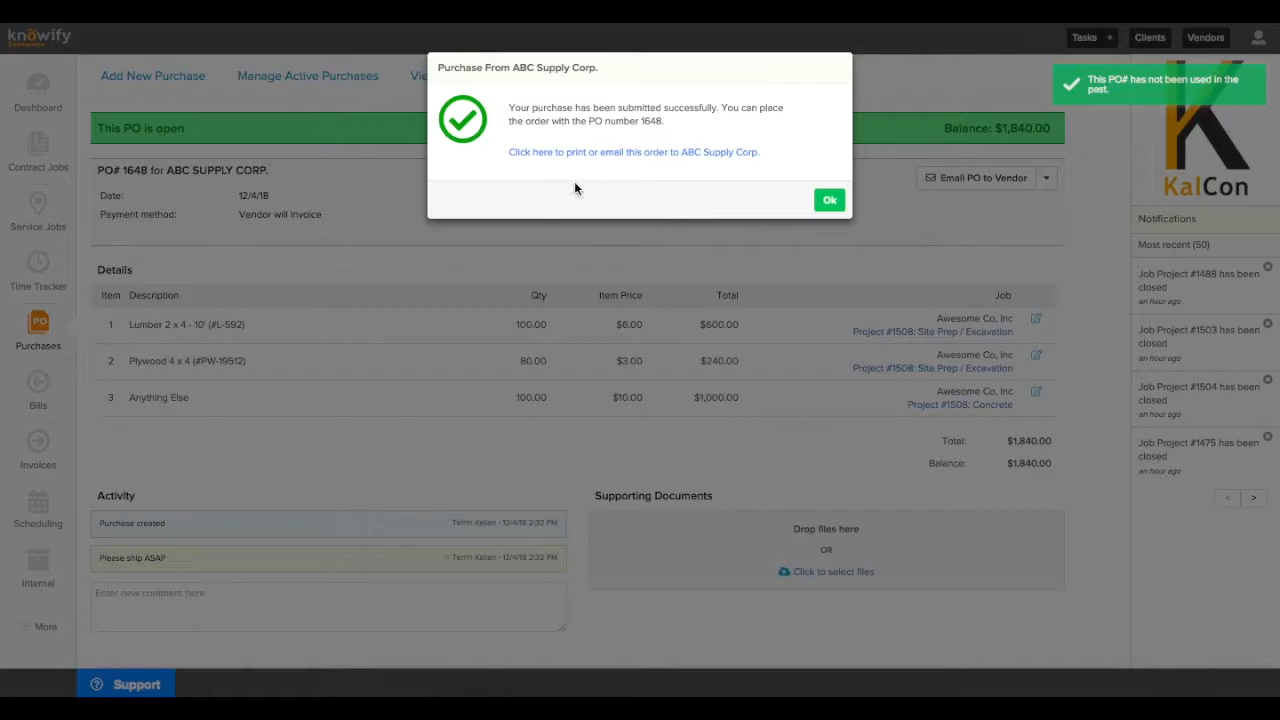 knowify
Tasks +
Clients
Vendors
Add New Purchase
Manage Active Purchases
Purchase From ABC Supply Corp.
Your purchase has been submitted successfully. You can place
the order with the PO number 1648.
Click here to print or email this order to ABC Supply Corp.
Ok
This PO# has not been used in the
past.
This PO is open
Balance: $1,840.00
KalCon
PO# 1648 for ABC SUPPLY CORP.
Date: 12/4/18
Payment method: Vendor will invoice
Email PO to Vendor
Dashboard
Contract Jobs
Service Jobs
Time Tracker
PO
Purchases
Bills
Invoices
Scheduling
Internal
More
Details
Item Description Qty Item Price Total Job
1 Lumber 2 x 4 - 10' (#L-592) 100.00 $6.00 $600.00 Awesome Co, Inc
Project #1508: Site Prep / Excavation
2 Plywood 4 x 4 (#PW-19512) 80.00 $3.00 $240.00 Awesome Co, Inc
Project #1508: Site Prep / Excavation
3 Anything Else 100.00 $10.00 $1,000.00 Awesome Co, Inc
Project #1508: Concrete
Total: $1,840.00
Balance: $1,840.00
Activity
Purchase created Terrin Kalian - 12/4/18 2:32 PM
Please ship ASAP Terrin Kalian - 12/4/18 2:32 PM
Enter new comment here
Supporting Documents
Drop files here
OR
Click to select files
Notifications
Most recent (50)
Job Project #1488 has been
closed
an hour ago
Job Project #1503 has been
closed
an hour ago
Job Project #1504 has been
closed
an hour ago
Job Project #1475 has been
closed
an hour ago
< >
? Support